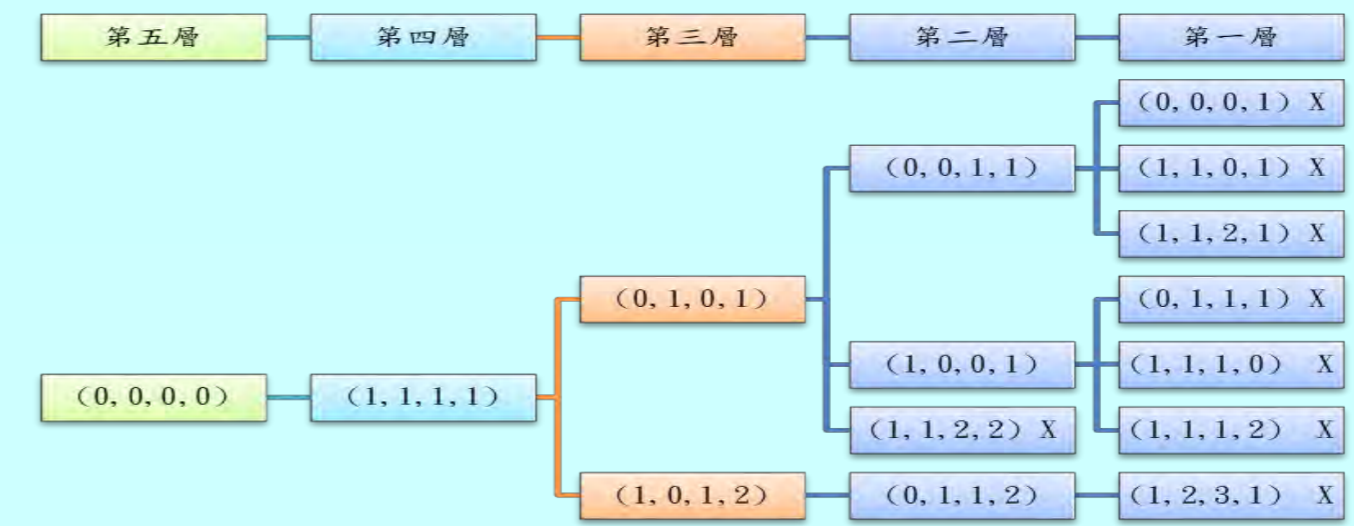 第五層 第四層 第三層 第二層 第一層
(0,0,0,1) X
(0,0,1,1) (1,1,0,1) X
(1,1,2,1) X
(0,1,0,1) (0,1,1,1) X
(0,0,0,0) (1,1,1,1) (1,0,0,1) (1,1,1,0) X
(1,1,2,2) X (1,1,1,2) X
(1,0,1,2) (0,1,1,2) (1,2,3,1) X